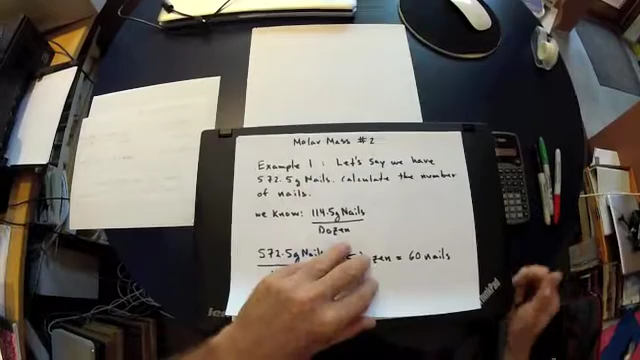 Molar Mass #2
Example 1: Let's say we have
572.5g Nails. Calculate the number
of nails.
we know: 114.5g Nails
Dozen
572.5g Nails = 60 nails
ThinkPad